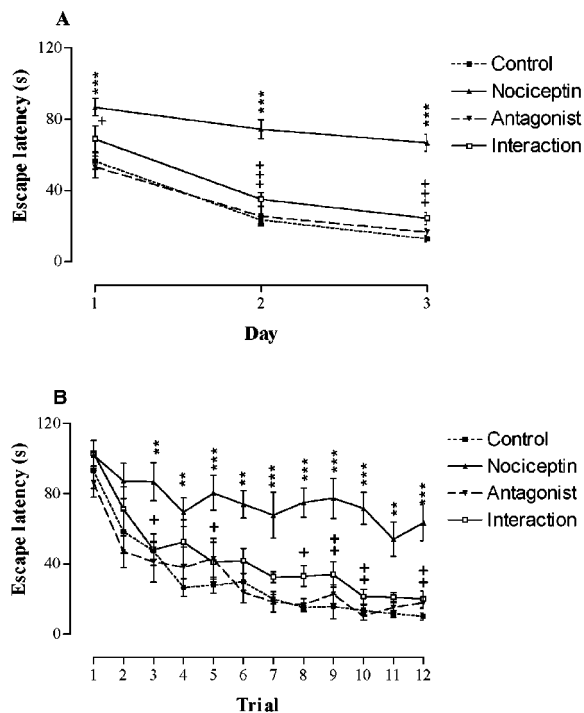 A
120
80
40
0
Escape latency (s)
***
+
***
+++
***
+++
1
2
3
Day
Control
Nociceptin
Antagonist
Interaction
B
120
80
40
0
Escape latency (s)
**
+
**
***
+
**
***
***
+
***
++
***
++
**
***
++
1 2 3 4 5 6 7 8 9 10 11 12
Trial
Control
Nociceptin
Antagonist
Interaction